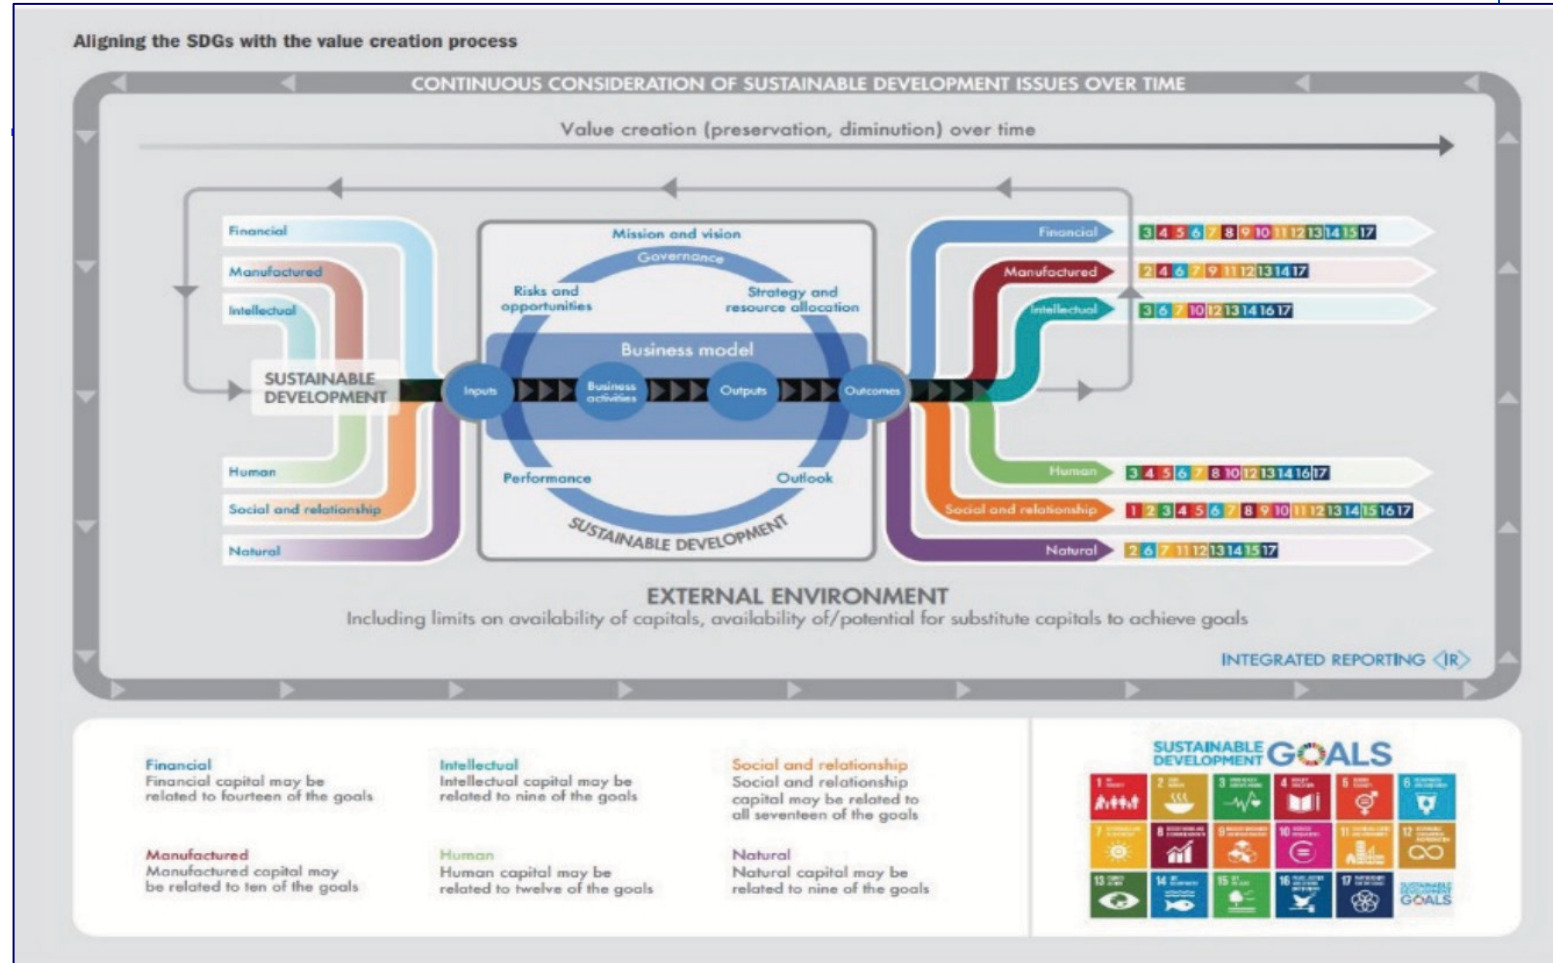 Aligning the SDGs with the value creation process
CONTINUOUS CONSIDERATION OF SUSTAINABLE DEVELOPMENT ISSUES OVER TIME
Value creation (preservation, diminution) over time
Financial
Manufactured
Intellectual
SUSTAINABLE
DEVELOPMENT
Human
Social and relationship
Natural
Mission and vision
Governance
Risks and
opportunities
Strategy and
resource allocation
Business model
Inputs
Business
activities
Outputs
Outcomes
Performance
Outlook
SUSTAINABLE DEVELOPMENT
Financial 3 4 5 6 7 8 9 10 11 12 13 14 15 17
Manufactured 2 4 6 7 9 11 12 13 14 17
Intellectual 3 6 7 10 12 13 14 16 17
Human 3 4 5 6 7 8 10 12 13 14 16 17
Social and relationship 1 2 3 4 5 6 7 8 9 10 11 12 13 14 15 16 17
Natural 2 6 7 11 12 13 14 15 17
EXTERNAL ENVIRONMENT
Including limits on availability of capitals, availability of/potential for substitute capitals to achieve goals
INTEGRATED REPORTING <IR>
Financial
Financial capital may be
related to fourteen of the goals
Intellectual
Intellectual capital may be
related to nine of the goals
Social and relationship
Social and relationship
capital may be related to
all seventeen of the goals
Manufactured
Manufactured capital may
be related to ten of the goals
Human
Human capital may be
related to twelve of the goals
Natural
Natural capital may be
related to nine of the goals
SUSTAINABLE
DEVELOPMENT
GOALS
1 2 3 4 5 6
7 8 9 10 11 12
13 14 15 16 17
SUSTAINABLE
DEVELOPMENT
GOALS